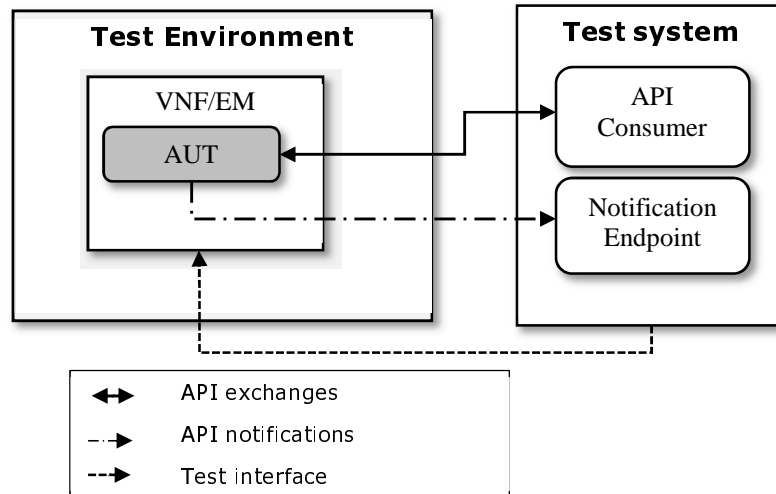 Test Environment
VNF/EM
AUT
Test system
API
Consumer
Notification
Endpoint
API exchanges
API notifications
Test interface